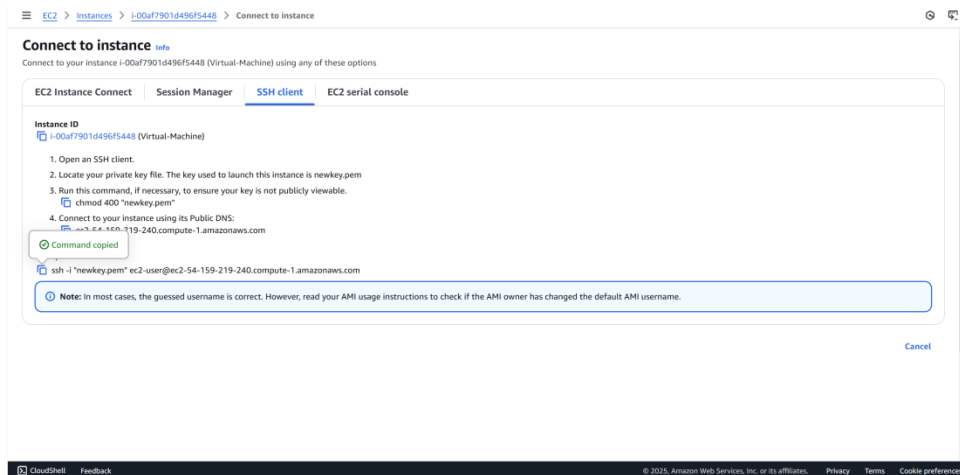 EC2 > Instances > i-00af7901d496f5448 > Connect to instance
Connect to instance Info
Connect to your instance i-00af7901d496f5448 (Virtual-Machine) using any of these options
EC2 Instance Connect Session Manager SSH client EC2 serial console
Instance ID
i-00af7901d496f5448 (Virtual-Machine)
1. Open an SSH client.
2. Locate your private key file. The key used to launch this instance is newkey.pem
3. Run this command, if necessary, to ensure your key is not publicly viewable.
chmod 400 "newkey.pem"
4. Connect to your instance using its Public DNS:
ec2-54-159-219-240.compute-1.amazonaws.com
Command copied
ssh -i "newkey.pem" ec2-user@ec2-54-159-219-240.compute-1.amazonaws.com
Note: In most cases, the guessed username is correct. However, read your AMI usage instructions to check if the AMI owner has changed the default AMI username.
Cancel
CloudShell Feedback © 2025, Amazon Web Services, Inc. or its affiliates. Privacy Terms Cookie preferences